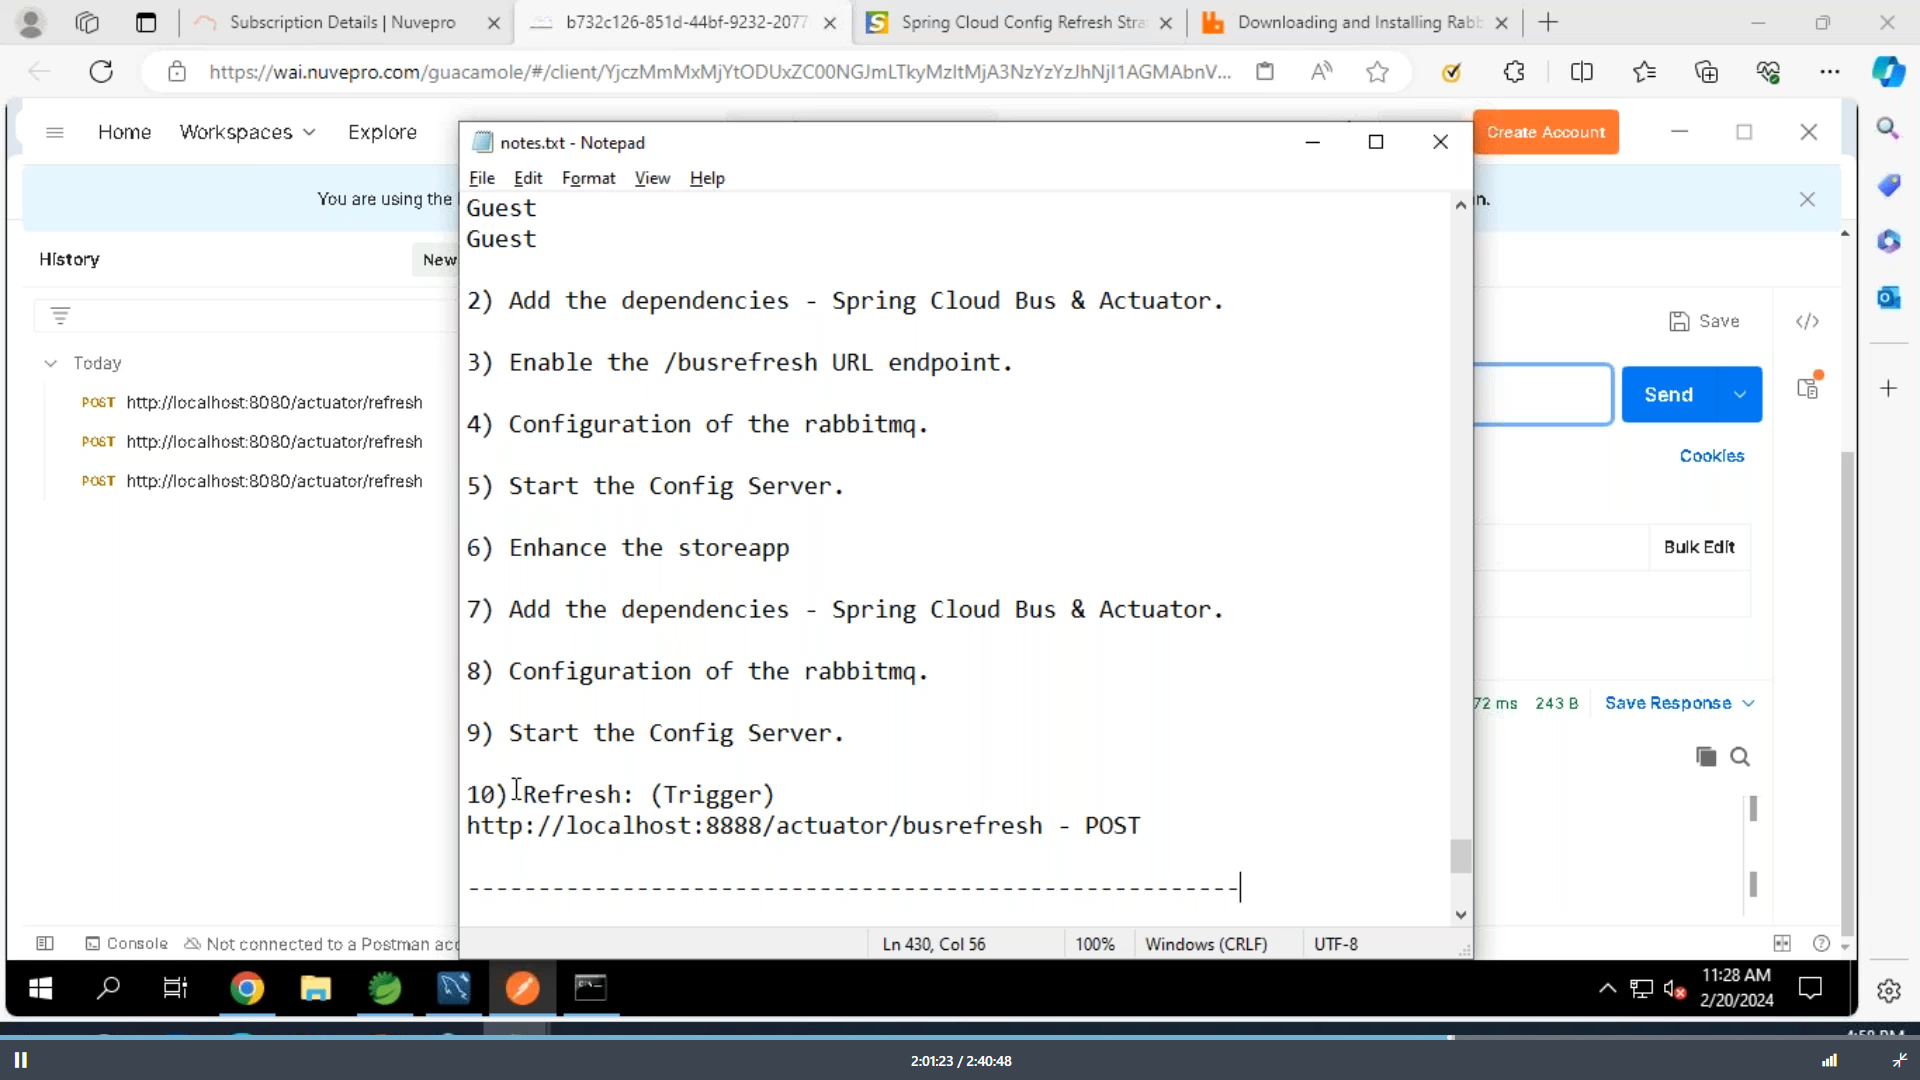 Subscription Details | Nuvepro
b732c126-851d-44bf-9232-2077
Spring Cloud Config Refresh Stra
Downloading and Installing Rabb
https://wai.nuvepro.com/guacamole/#/client/YjczMmMxMjYtODUxZC00NGJmLTkyMzItMjA3NzYzYzJhNjI1AGMAbnV...
Home Workspaces Explore
Create Account
notes.txt - Notepad
File Edit Format View Help
You are using the
n.
History
New
Today
POST http://localhost:8080/actuator/refresh
POST http://localhost:8080/actuator/refresh
POST http://localhost:8080/actuator/refresh
Guest
Guest
2) Add the dependencies - Spring Cloud Bus & Actuator.
3) Enable the /busrefresh URL endpoint.
4) Configuration of the rabbitmq.
5) Start the Config Server.
6) Enhance the storeapp
7) Add the dependencies - Spring Cloud Bus & Actuator.
8) Configuration of the rabbitmq.
9) Start the Config Server.
10) Refresh: (Trigger)
http://localhost:8888/actuator/busrefresh - POST
-------------------------------------------------------
Save
</>
Send
Cookies
Bulk Edit
72 ms 243 B Save Response
Ln 430, Col 56 100% Windows (CRLF) UTF-8
Console Not connected to a Postman acc
11:28 AM
2/20/2024
2:01:23 / 2:40:48